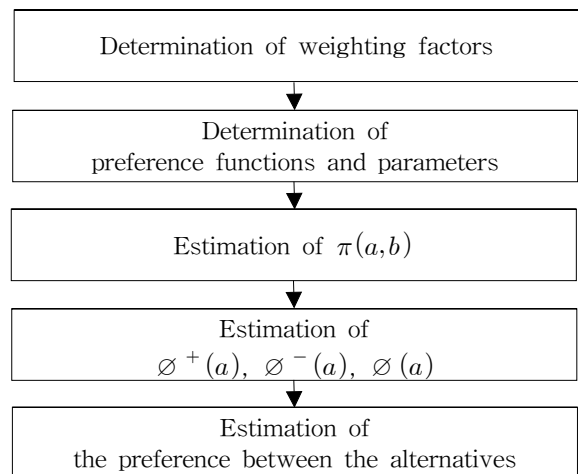 Determination of weighting factors
Determination of
preference functions and parameters
Estimation of π(a,b)
Estimation of
∅⁺(a), ∅⁻(a), ∅(a)
Estimation of
the preference between the alternatives